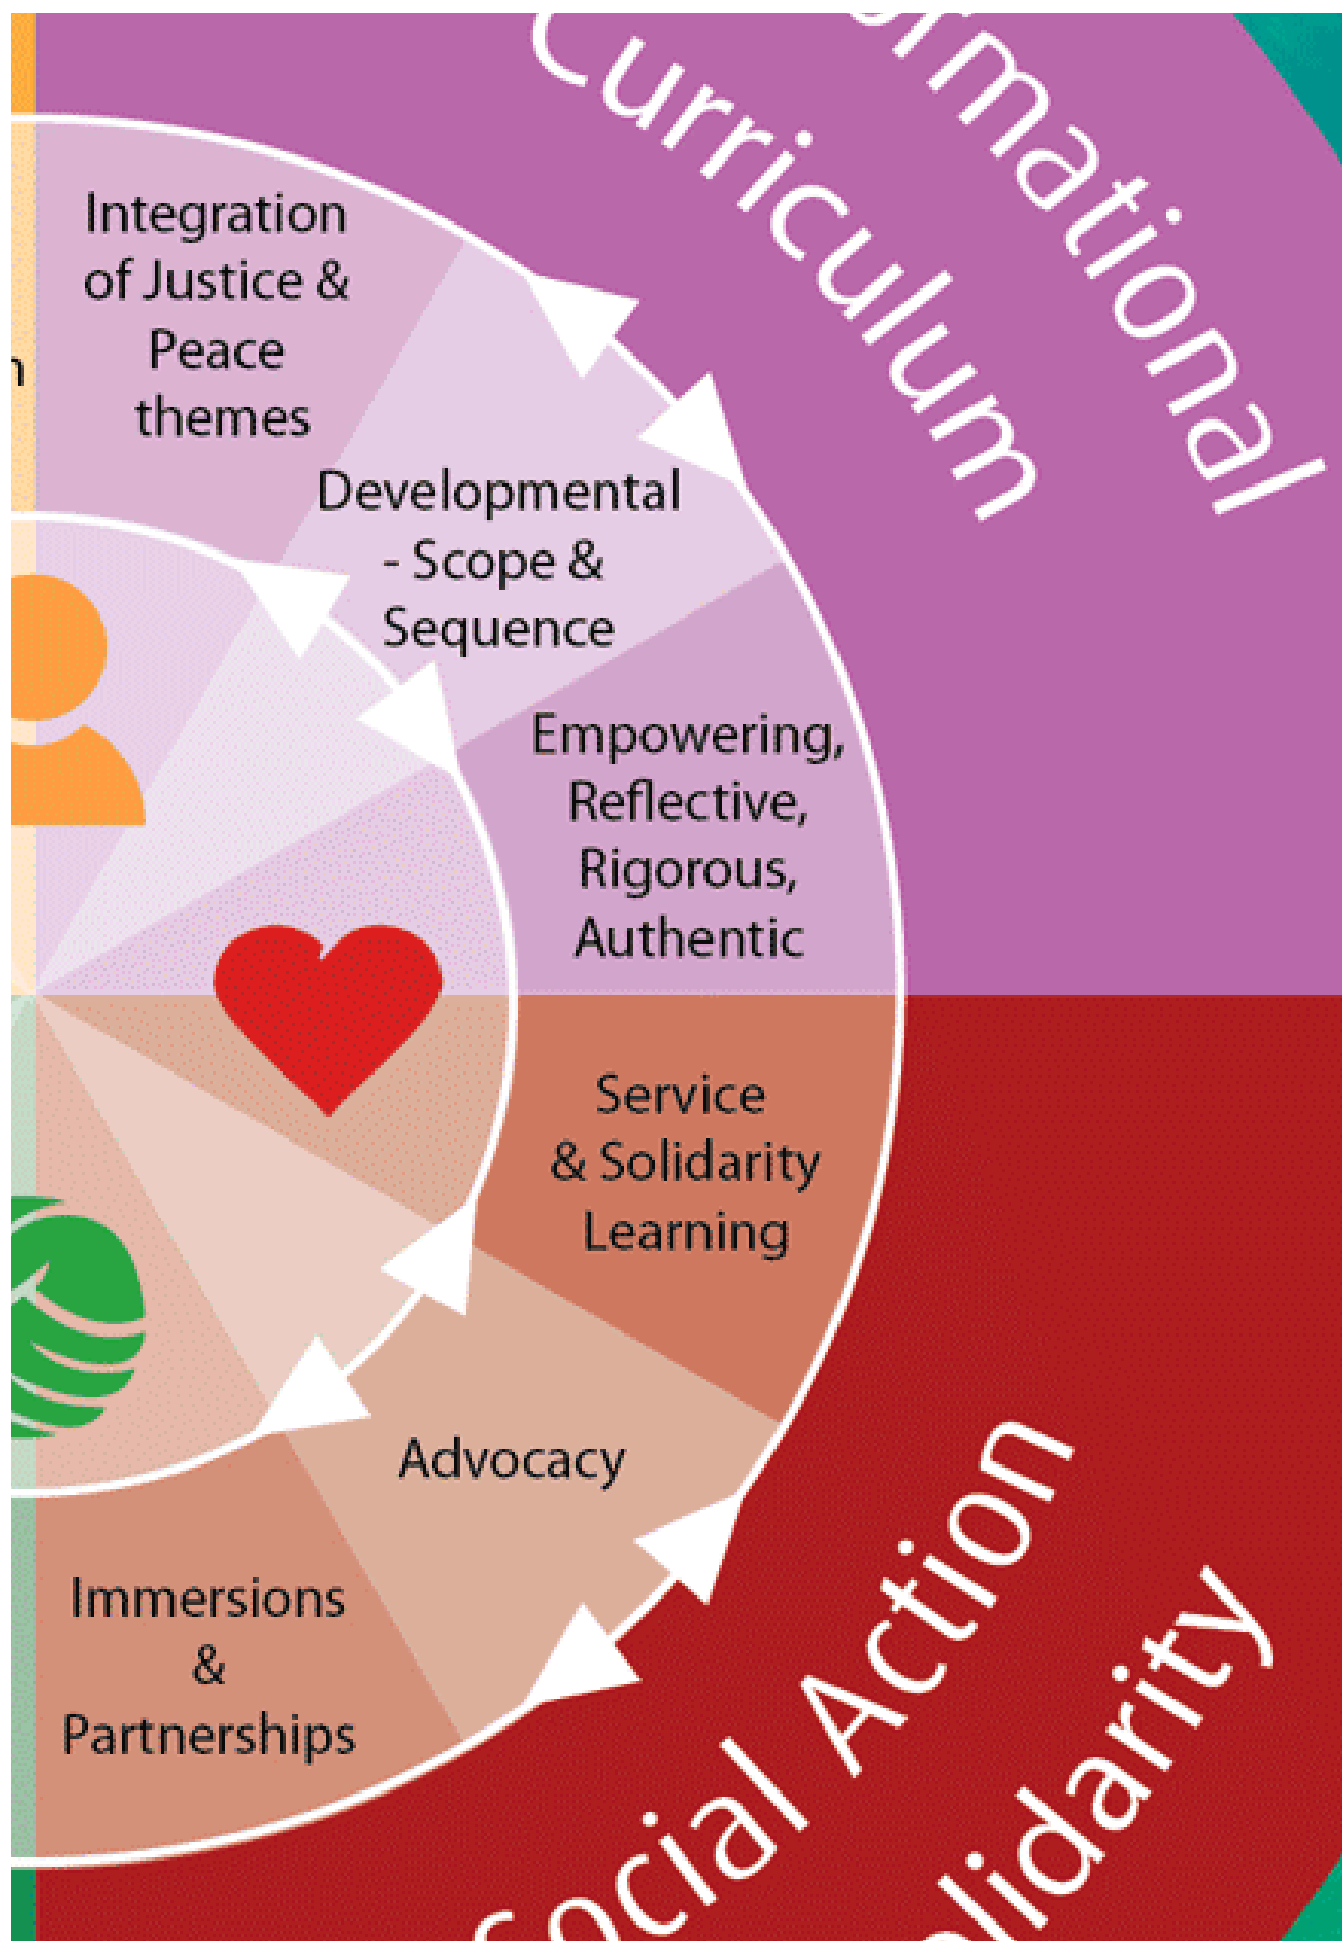 Curriculum
rmational
Integration
of Justice &
Peace
themes
Developmental
- Scope &
Sequence
Empowering,
Reflective,
Rigorous,
Authentic
Service
& Solidarity
Learning
Advocacy
Immersions
&
Partnerships
Social Action
lidarity